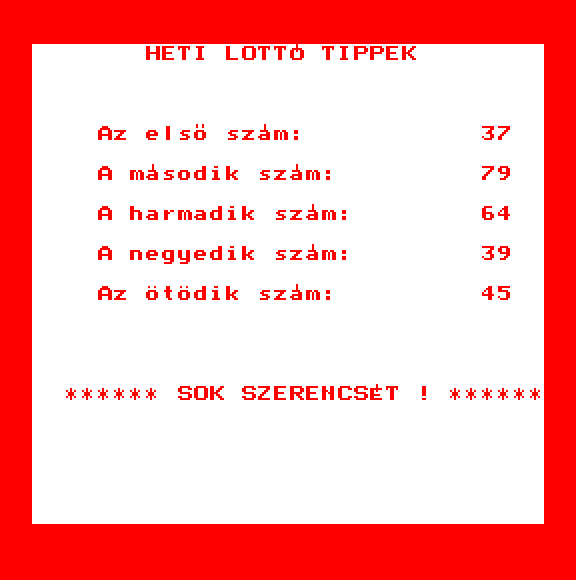 HETI LOTTÓ TIPPEK
Az elsö szám: 37
A második szám: 79
A harmadik szám: 64
A negyedik szám: 39
Az ötödik szám: 45
****** SOK SZERENCSÉT ! ******